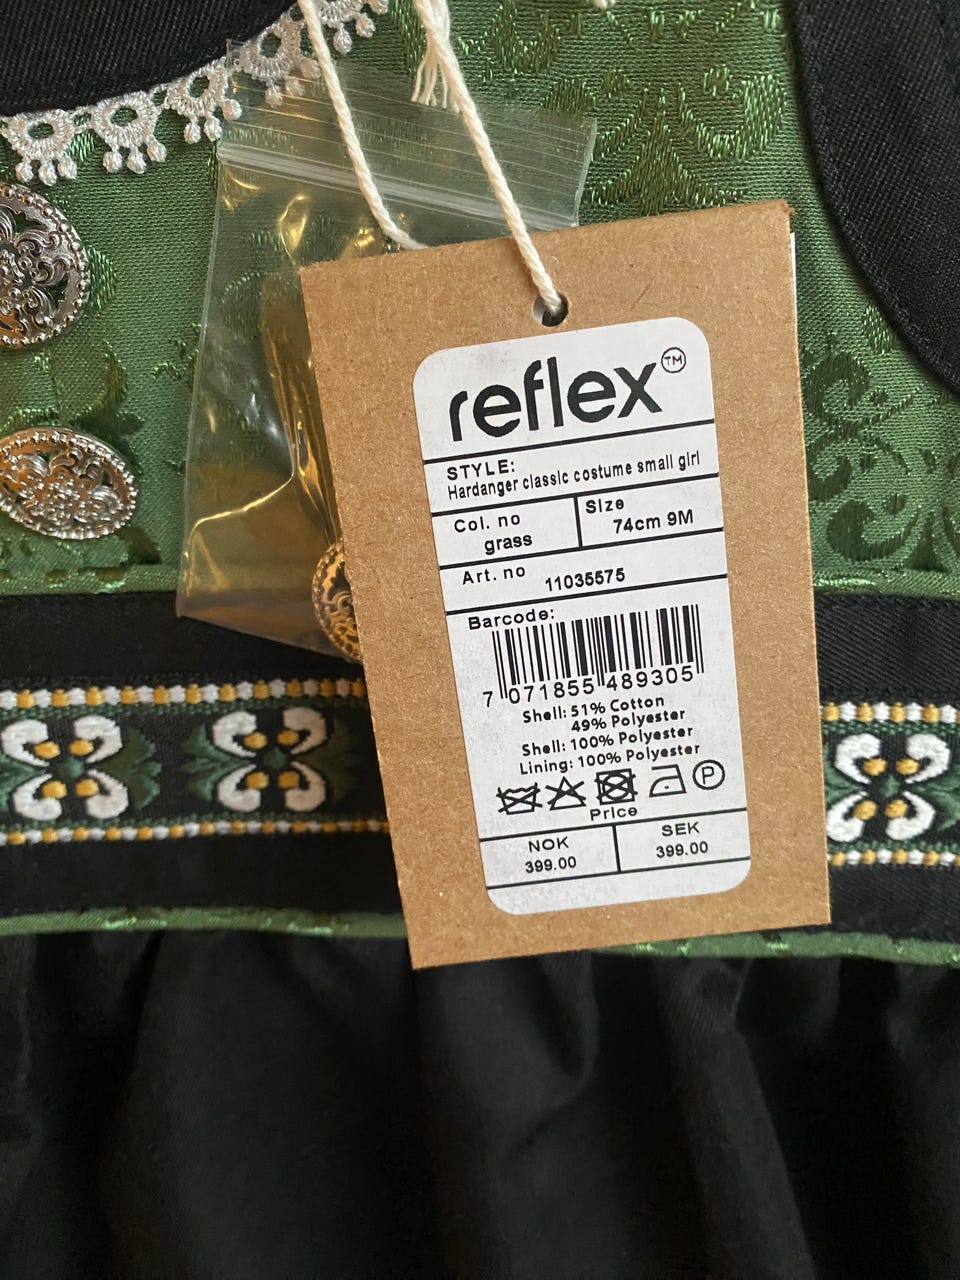 reflex™
STYLE:
Hardanger classic costume small girl
Col. no
grass
Size
74cm 9M
Art. no 11035575
Barcode:
7 071855 489305
Shell: 51% Cotton
49% Polyester
Shell: 100% Polyester
Lining: 100% Polyester
P
Price
NOK
399.00
SEK
399.00